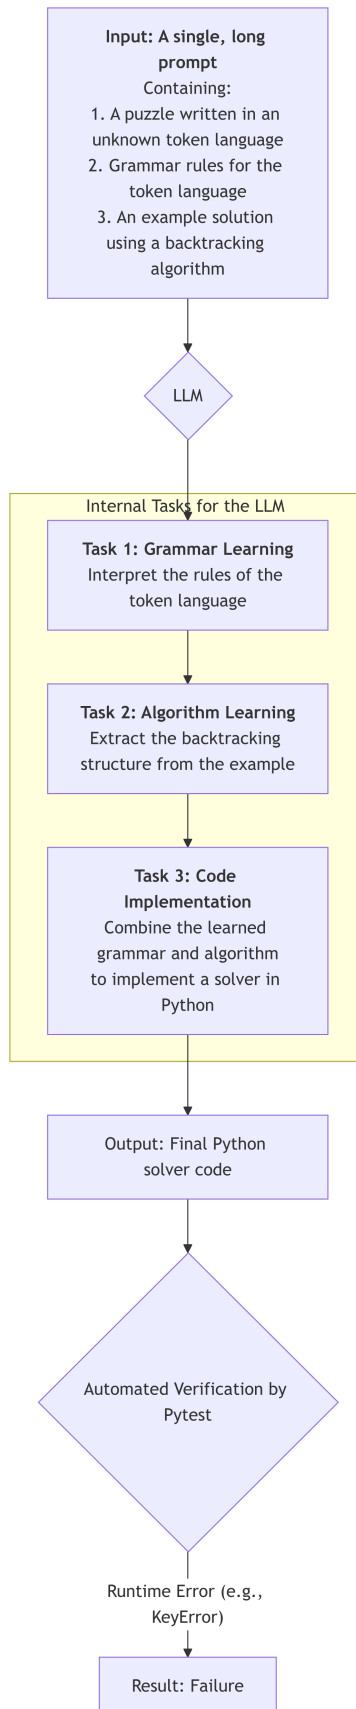 Input: A single, long
prompt
Containing:
1. A puzzle written in an
unknown token language
2. Grammar rules for the
token language
3. An example solution
using a backtracking
algorithm
LLM
Internal Tasks for the LLM
Task 1: Grammar Learning
Interpret the rules of the
token language
Task 2: Algorithm Learning
Extract the backtracking
structure from the example
Task 3: Code
Implementation
Combine the learned
grammar and algorithm
to implement a solver in
Python
Output: Final Python
solver code
Automated Verification by
Pytest
Runtime Error (e.g.,
KeyError)
Result: Failure